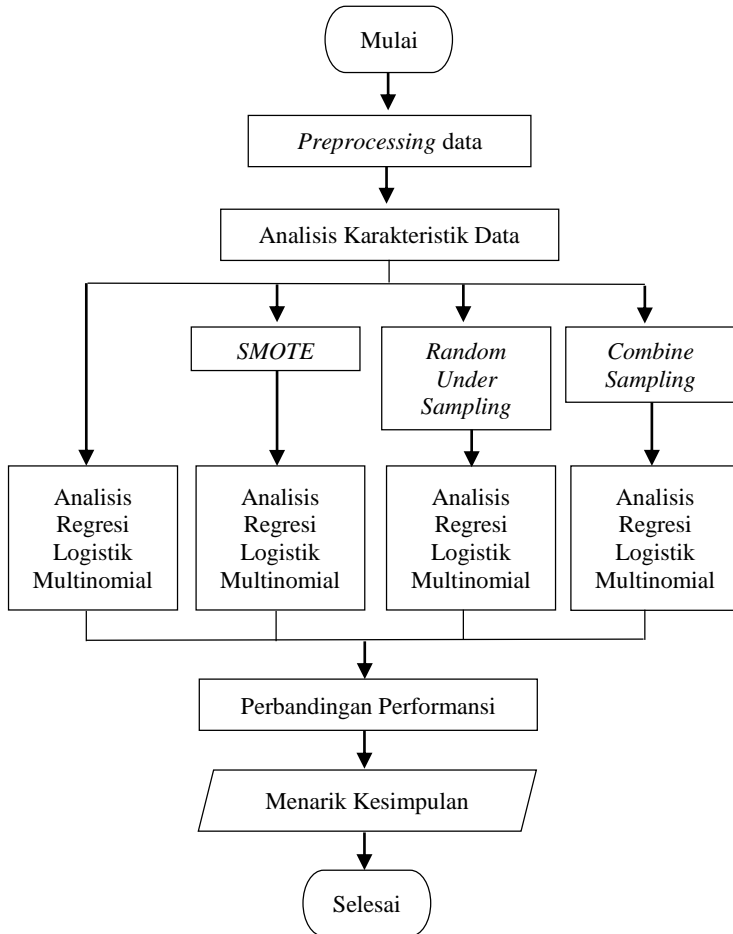 Mulai
Preprocessing data
Analisis Karakteristik Data
SMOTE
Random
Under
Sampling
Combine
Sampling
Analisis
Regresi
Logistik
Multinomial
Analisis
Regresi
Logistik
Multinomial
Analisis
Regresi
Logistik
Multinomial
Analisis
Regresi
Logistik
Multinomial
Perbandingan Performansi
Menarik Kesimpulan
Selesai